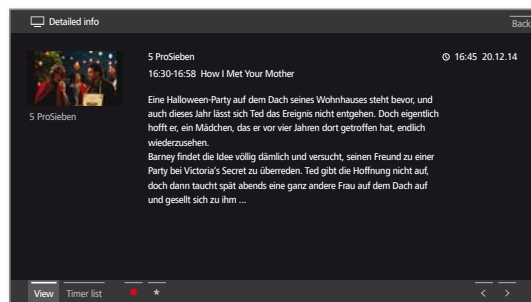 Detailed info
Back
5 ProSieben
16:45 20.12.14
16:30-16:58 How I Met Your Mother
5 ProSieben
Eine Halloween-Party auf dem Dach seines Wohnhauses steht bevor, und
auch dieses Jahr lässt sich Ted das Ereignis nicht entgehen. Doch eigentlich
hofft er, ein Mädchen, das er vor vier Jahren dort getroffen hat, endlich
wiederzusehen.
Barney findet die Idee völlig dämlich und versucht, seinen Freund zu einer
Party bei Victoria's Secret zu überreden. Ted gibt die Hoffnung nicht auf,
doch dann taucht spät abends eine ganz andere Frau auf dem Dach auf
und gesellt sich zu ihm ...
View
Timer list